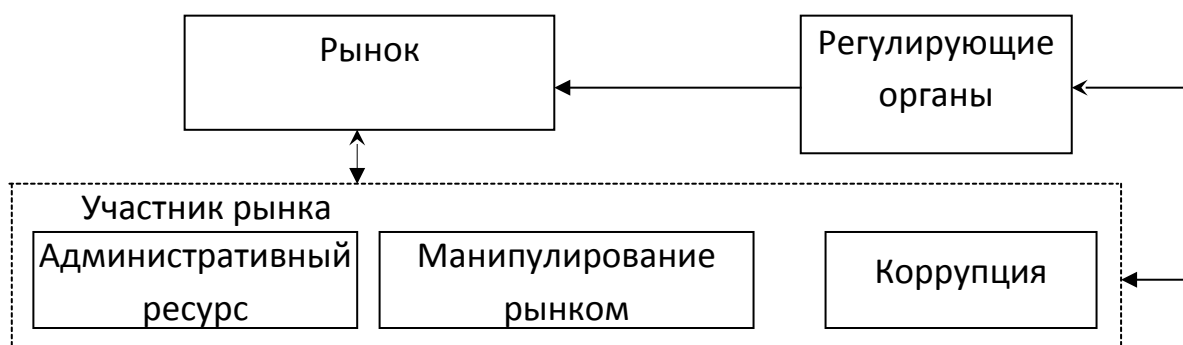 Рынок
Регулирующие
органы
Участник рынка
Административный
ресурс
Манипулирование
рынком
Коррупция